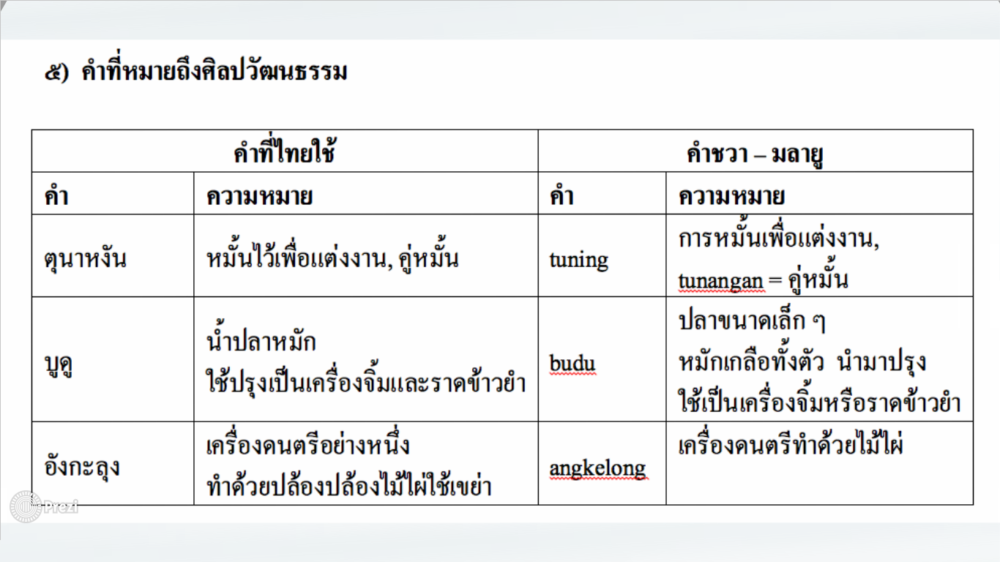 ๕) คำที่หมายถึงศิลปวัฒนธรรม
คำที่ไทยใช้ คำชวา – มลายู
คำ ความหมาย คำ ความหมาย
ตุนาหงัน หมั้นไว้เพื่อแต่งงาน, คู่หมั้น tuning การหมั้นเพื่อแต่งงาน,
tunangan = คู่หมั้น
บูดู น้ำปลาหมัก
ใช้ปรุงเป็นเครื่องจิ้มและราดข้าวยำ budu ปลาขนาดเล็ก ๆ
หมักเกลือทั้งตัว นำมาปรุง
ใช้เป็นเครื่องจิ้มหรือราดข้าวยำ
อังกะลุง เครื่องดนตรีอย่างหนึ่ง
ทำด้วยปล้องปล้องไม้ไผ่ใช้เขย่า angkelong เครื่องดนตรีทำด้วยไม้ไผ่
Prezi